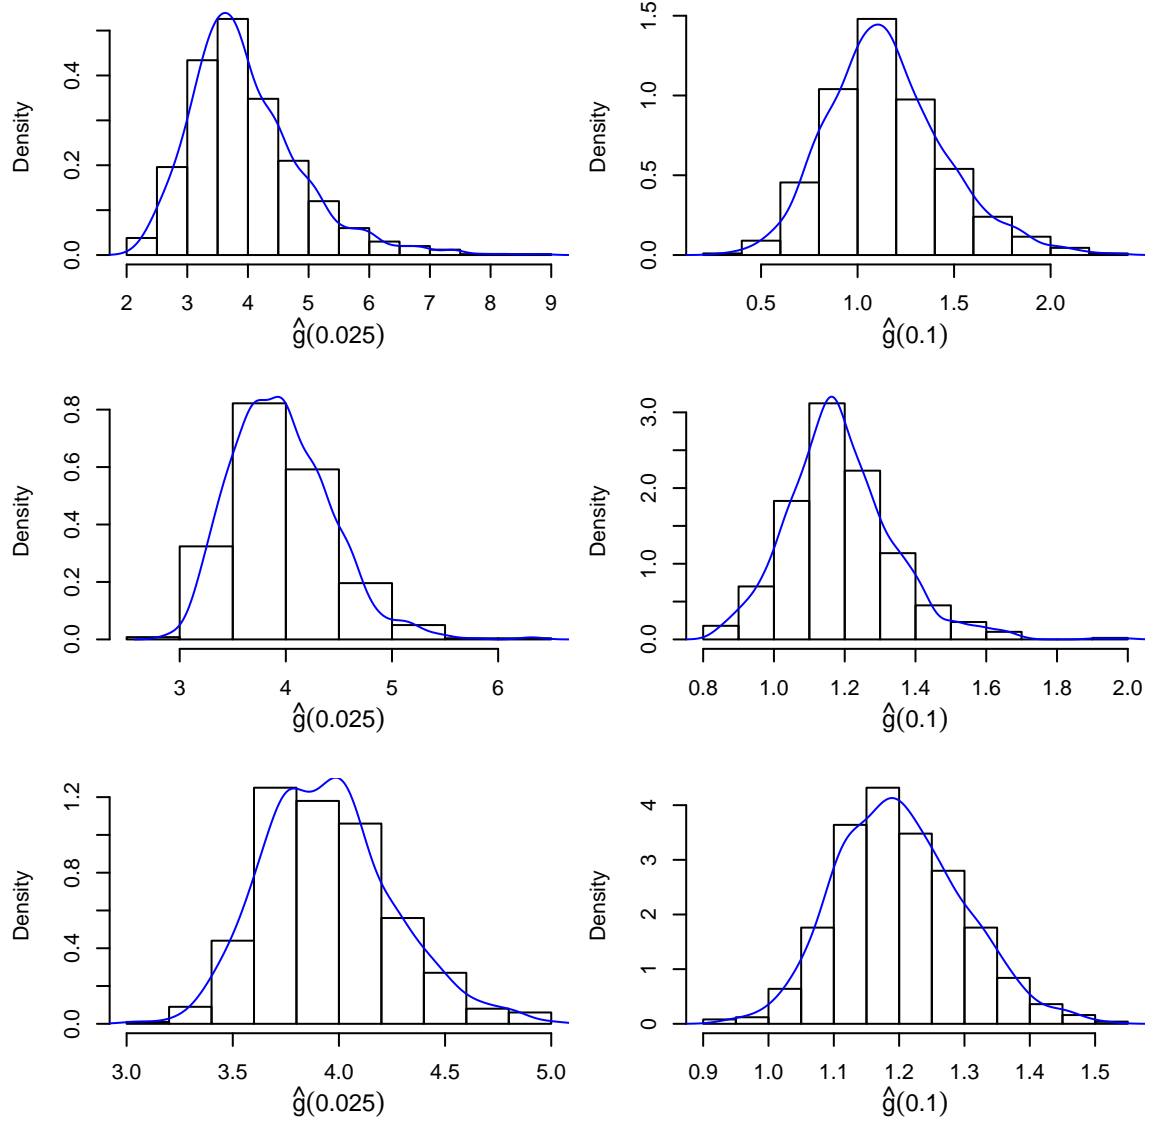 Density
0.0 0.2 0.4
2 3 4 5 6 7 8 9
ĝ(0.025)
Density
0.0 0.5 1.0 1.5
0.5 1.0 1.5 2.0
ĝ(0.1)
Density
0.0 0.2 0.4 0.6 0.8
3 4 5 6
ĝ(0.025)
Density
0.0 1.0 2.0 3.0
0.8 1.0 1.2 1.4 1.6 1.8 2.0
ĝ(0.1)
Density
0.0 0.4 0.8 1.2
3.0 3.5 4.0 4.5 5.0
ĝ(0.025)
Density
0 1 2 3 4
0.9 1.0 1.1 1.2 1.3 1.4 1.5
ĝ(0.1)